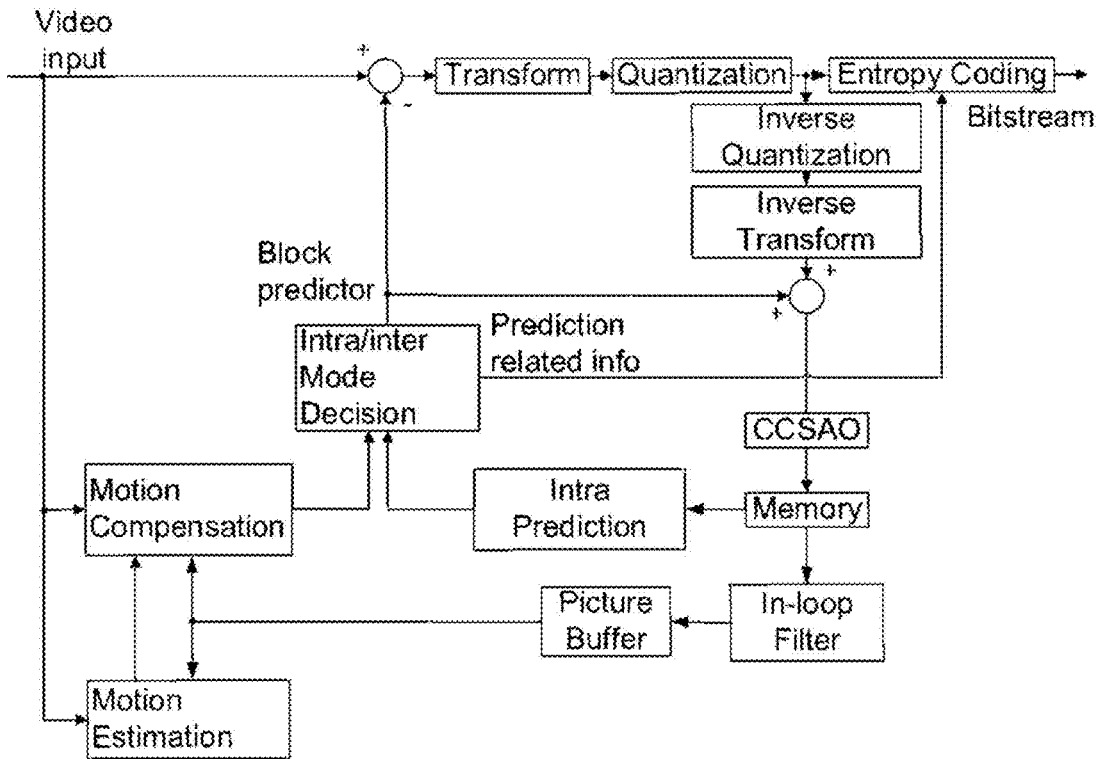 Video
input
+
-
Transform
Quantization
Entropy Coding
Bitstream
Inverse
Quantization
Inverse
Transform
+
+
Block
predictor
Prediction
related info
Intra/inter
Mode
Decision
CCSAO
Motion
Compensation
Intra
Prediction
Memory
Picture
Buffer
In-loop
Filter
Motion
Estimation